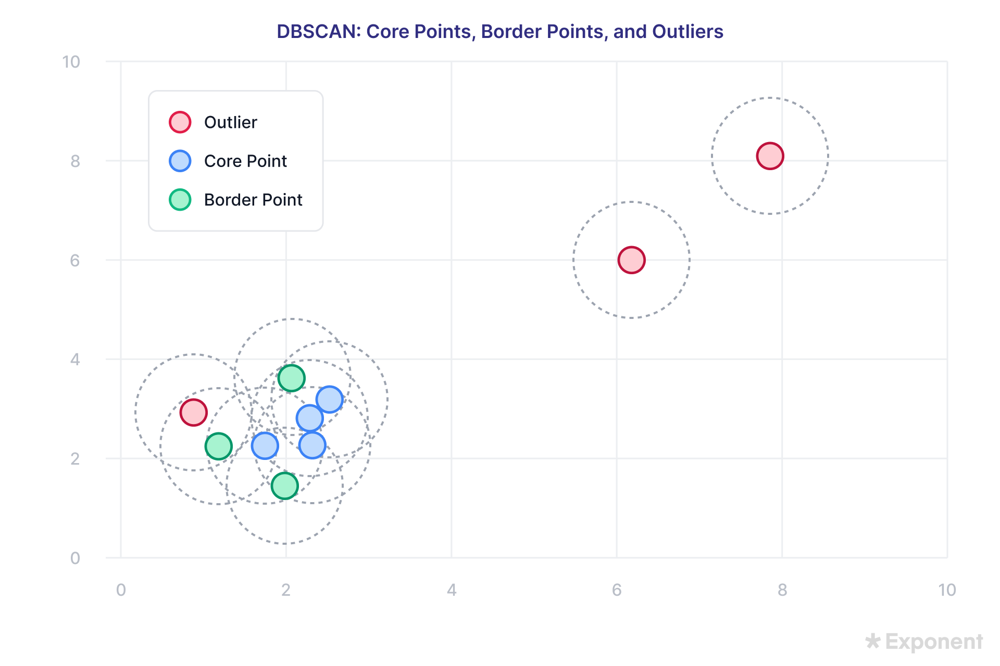 DBSCAN: Core Points, Border Points, and Outliers
10
Outlier
Core Point
8
Border Point
6
4
2
0
0 2 4 6 8 10
Exponent